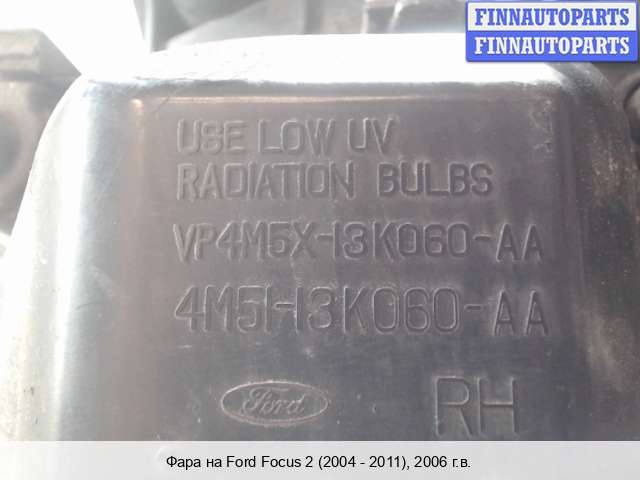 FINNAUTOPARTS
FINNAUTOPARTS
USE LOW UV
RADIATION BULBS
VP4M5X-13K060-AA
4M51-13K060-AA
Ford
RH
Фара на Ford Focus 2 (2004 - 2011), 2006 г.в.